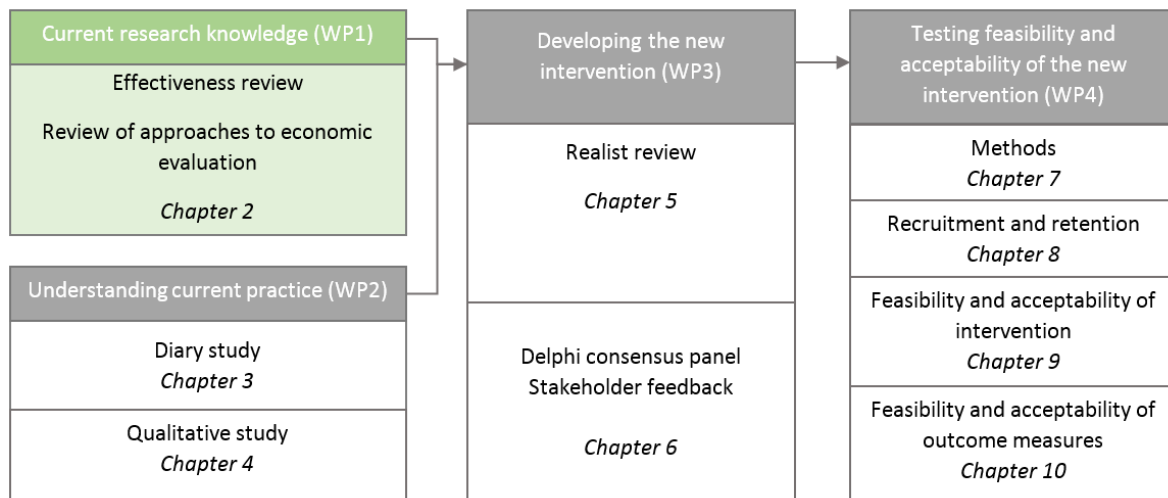 Current research knowledge (WP1)
Effectiveness review
Review of approaches to economic
evaluation
Chapter 2
Understanding current practice (WP2)
Diary study
Chapter 3
Qualitative study
Chapter 4
Developing the new
intervention (WP3)
Realist review
Chapter 5
Delphi consensus panel
Stakeholder feedback
Chapter 6
Testing feasibility and
acceptability of the new
intervention (WP4)
Methods
Chapter 7
Recruitment and retention
Chapter 8
Feasibility and acceptability of
intervention
Chapter 9
Feasibility and acceptability of
outcome measures
Chapter 10